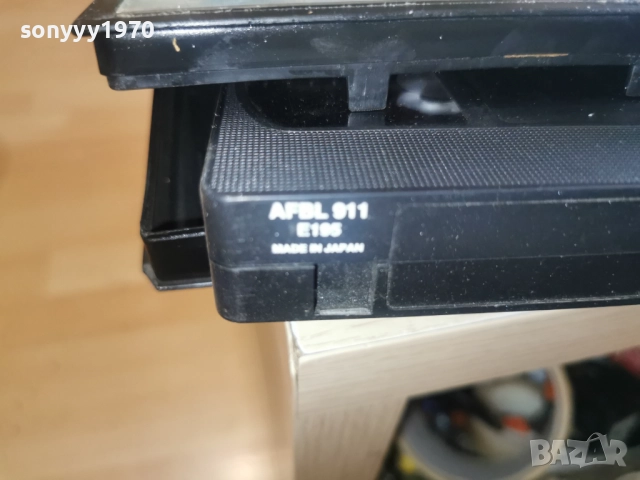 sonyyy1970
AFBL 911
E195
MADE IN JAPAN
BAZAR